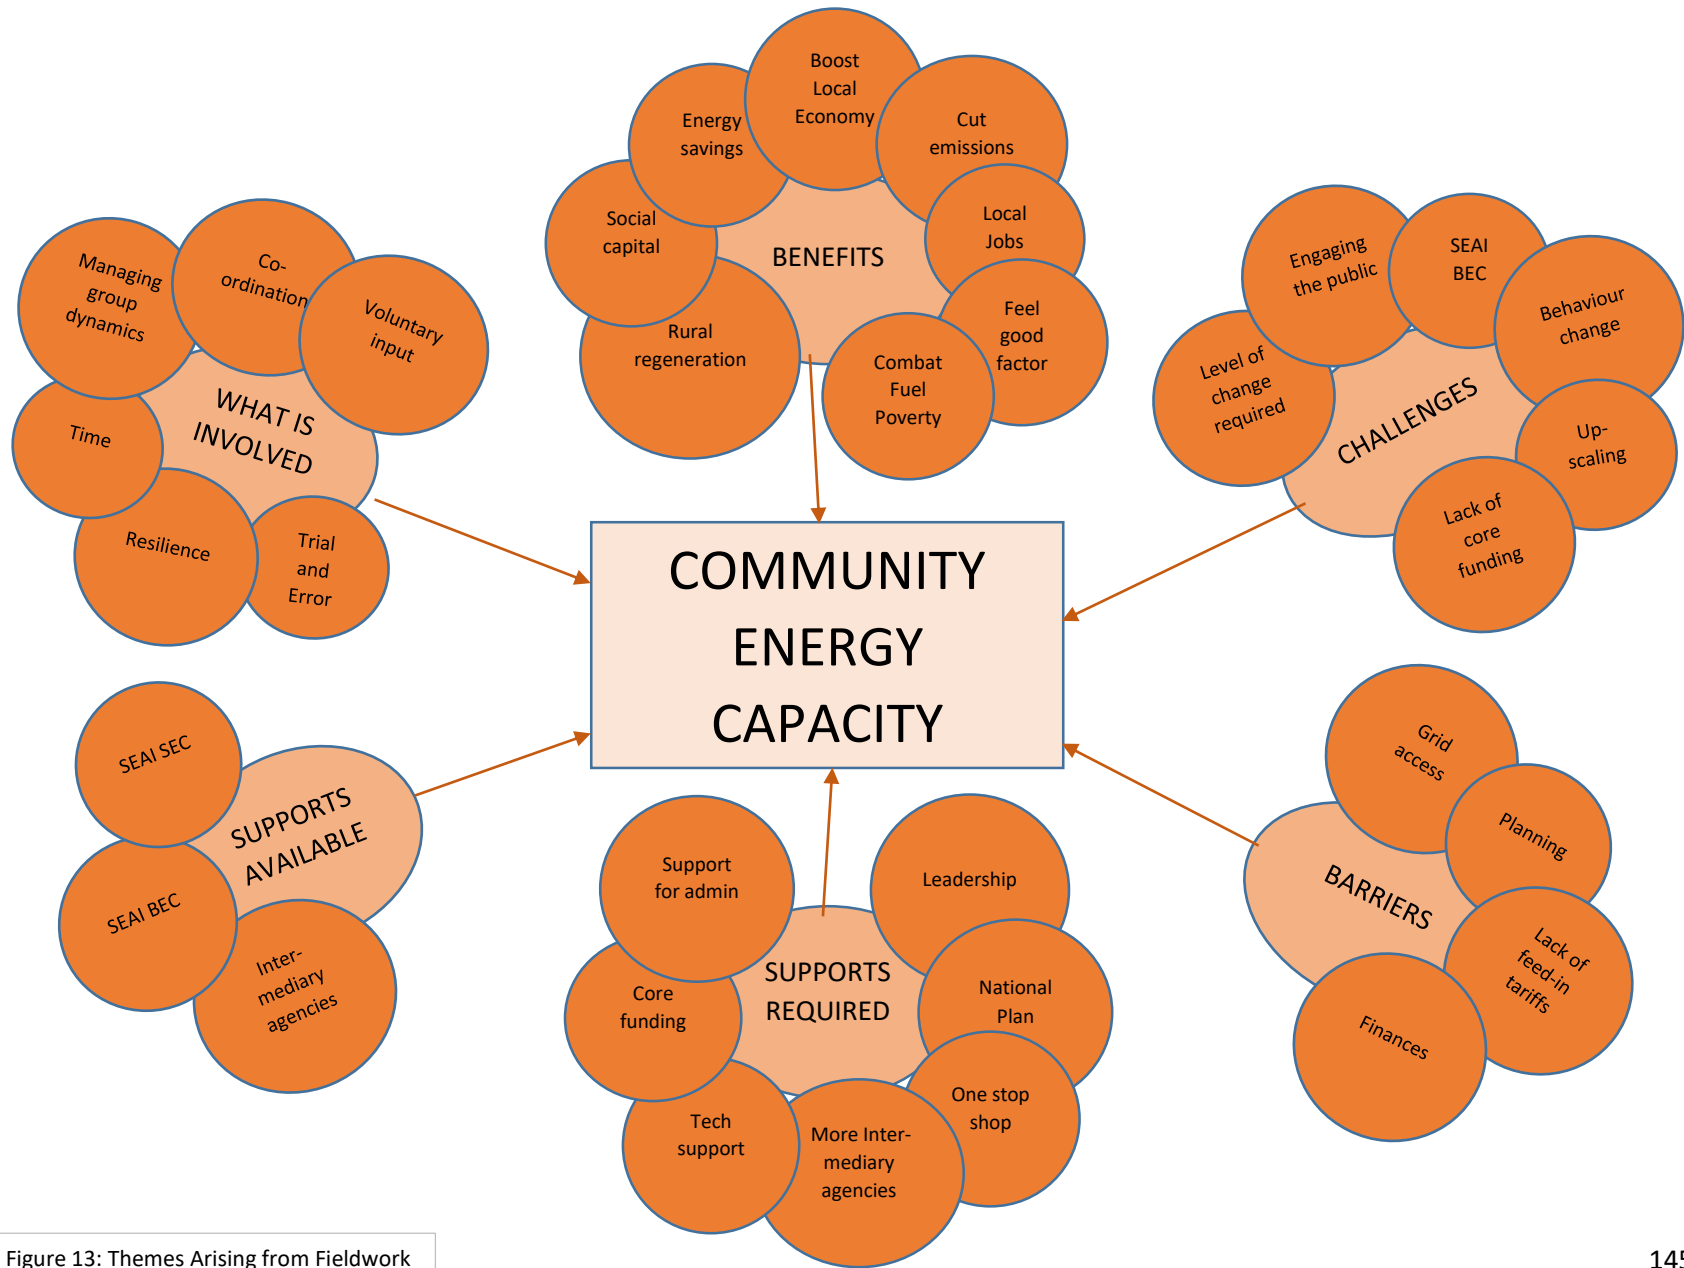 Boost
Local
Economy
Energy
savings
Cut
emissions
Social
capital
Local
Jobs
BENEFITS
Rural
regeneration
Feel
good
factor
Combat
Fuel
Poverty
Managing
group
dynamics
Co-
ordination
Voluntary
input
WHAT IS
INVOLVED
Time
Resilience
Trial
and
Error
Engaging
the public
SEAI
BEC
Behaviour
change
Level of
change
required
CHALLENGES
Up-
scaling
Lack of
core
funding
COMMUNITY
ENERGY
CAPACITY
SEAI SEC
SUPPORTS
AVAILABLE
SEAI BEC
Inter-
mediary
agencies
Support
for admin
Leadership
SUPPORTS
REQUIRED
Core
funding
National
Plan
Tech
support
More Inter-
mediary
agencies
One stop
shop
Grid
access
Planning
BARRIERS
Lack of
feed-in
tariffs
Finances
Figure 13: Themes Arising from Fieldwork
145